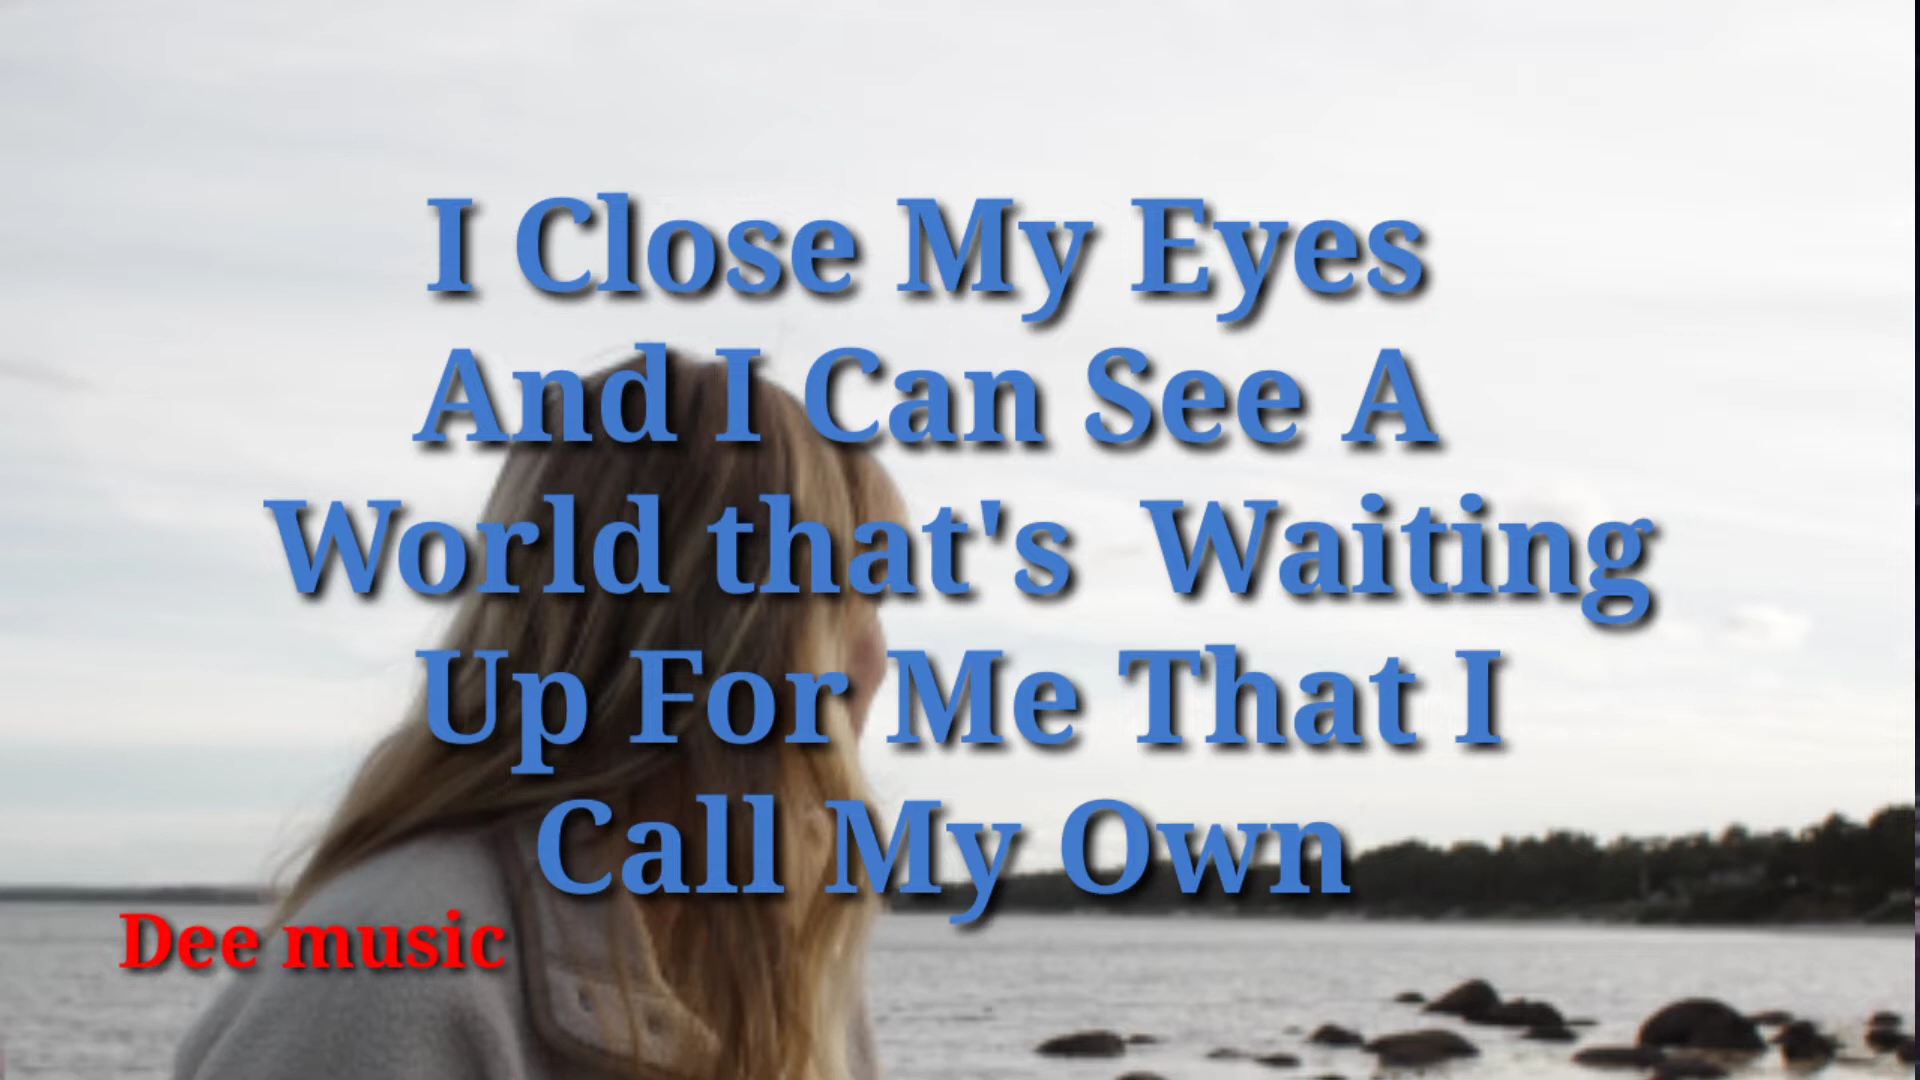 I Close My Eyes
And I Can See A
World that's  Waiting
Up For Me That I
Call My Own
Dee music